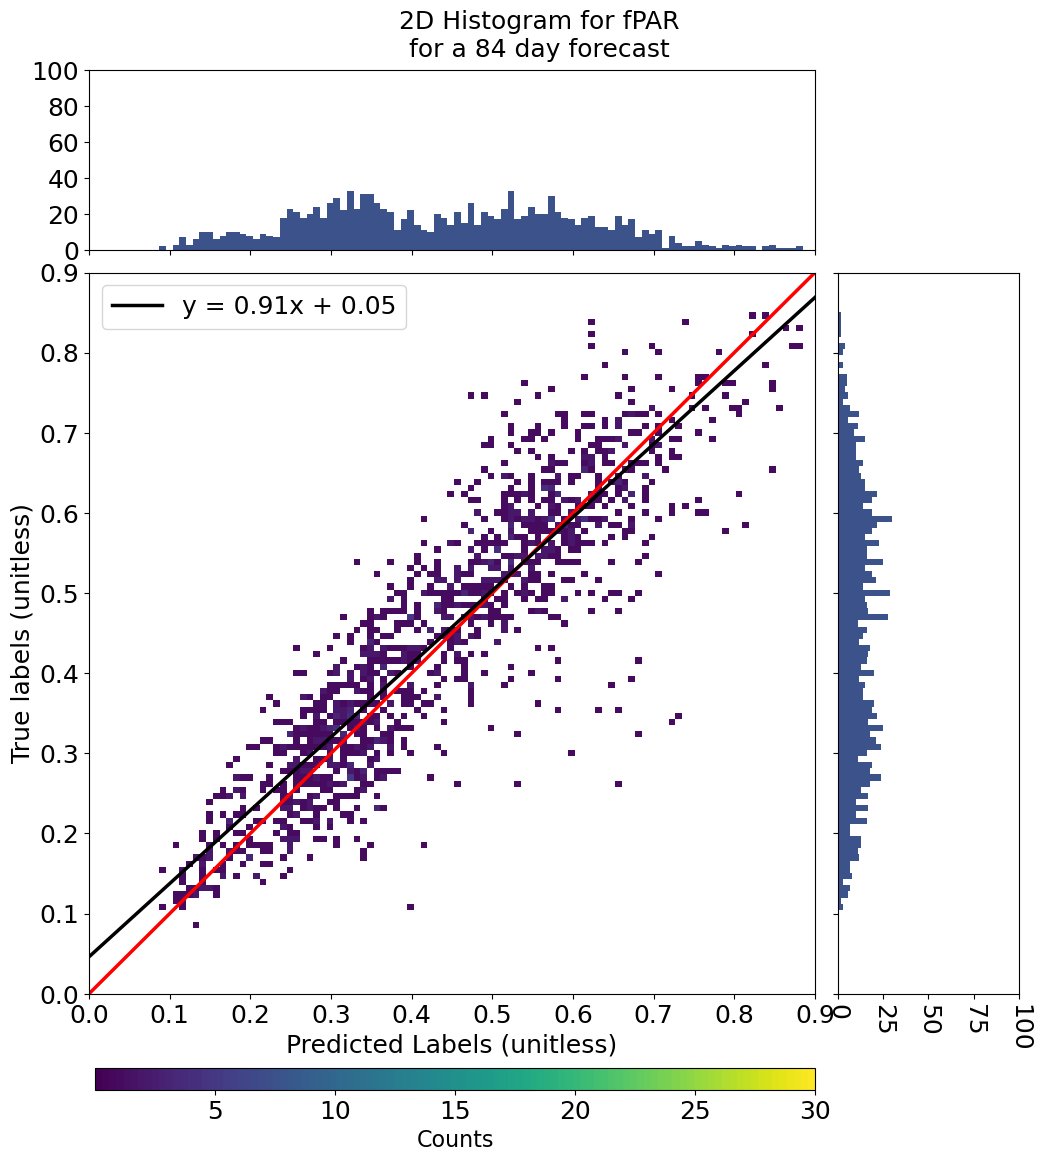 2D Histogram for fPAR
for a 84 day forecast
100
80
60
40
20
0
0.9
0.8
0.7
0.6
0.5
0.4
0.3
0.2
0.1
0.0
True labels (unitless)
y = 0.91x + 0.05
0.0 0.1 0.2 0.3 0.4 0.5 0.6 0.7 0.8 0.9
Predicted Labels (unitless)
0 25 50 75 100
5 10 15 20 25 30
Counts